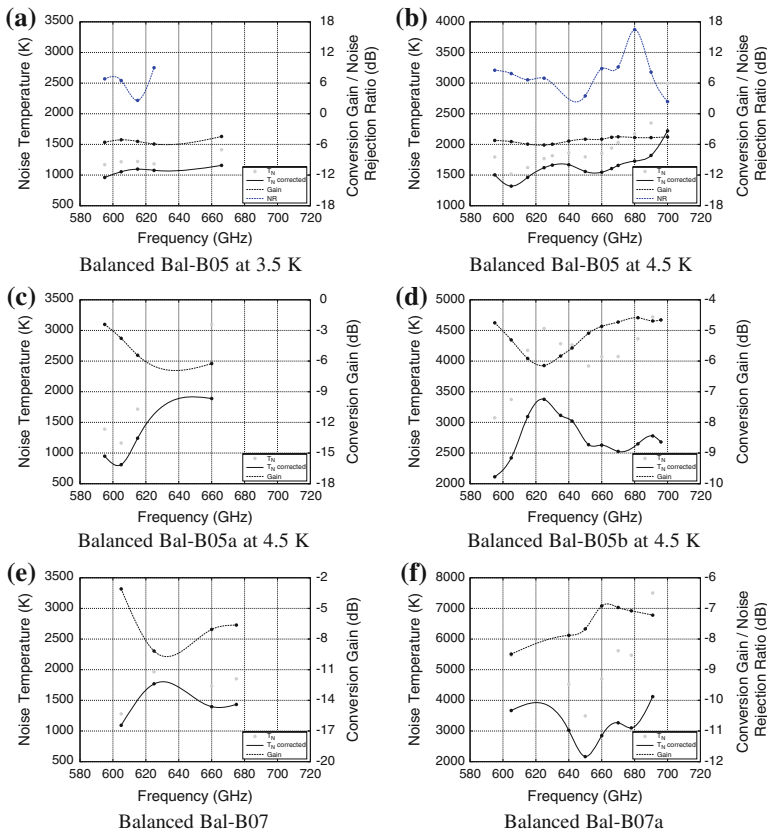 (a)
Noise Temperature (K)
3500
3000
2500
2000
1500
1000
500
580 600 620 640 660 680 700 720
Frequency (GHz)
18
12
6
0
-6
-12
-18
Conversion Gain / Noise
Rejection Ratio (dB)
T_N
T_N corrected
Gain
NR
Balanced Bal-B05 at 3.5 K
(b)
Noise Temperature (K)
4000
3500
3000
2500
2000
1500
1000
580 600 620 640 660 680 700 720
Frequency (GHz)
18
12
6
0
-6
-12
-18
Conversion Gain / Noise
Rejection Ratio (dB)
T_N
T_N corrected
Gain
NR
Balanced Bal-B05 at 4.5 K
(c)
Noise Temperature (K)
3500
3000
2500
2000
1500
1000
500
580 600 620 640 660 680 700 720
Frequency (GHz)
0
-3
-6
-9
-12
-15
-18
Conversion Gain (dB)
T_N
T_N corrected
Gain
Balanced Bal-B05a at 4.5 K
(d)
Noise Temperature (K)
5000
4500
4000
3500
3000
2500
2000
580 600 620 640 660 680 700 720
Frequency (GHz)
-4
-5
-6
-7
-8
-9
-10
Conversion Gain (dB)
T_N
T_N corrected
Gain
Balanced Bal-B05b at 4.5 K
(e)
Noise Temperature (K)
3500
3000
2500
2000
1500
1000
500
580 600 620 640 660 680 700 720
Frequency (GHz)
-2
-5
-8
-11
-14
-17
-20
Conversion Gain (dB)
T_N
T_N corrected
Gain
Balanced Bal-B07
(f)
Noise Temperature (K)
8000
7000
6000
5000
4000
3000
2000
580 600 620 640 660 680 700 720
Frequency (GHz)
-6
-7
-8
-9
-10
-11
-12
Conversion Gain / Noise
Rejection Ratio (dB)
T_N
T_N corrected
Gain
Balanced Bal-B07a